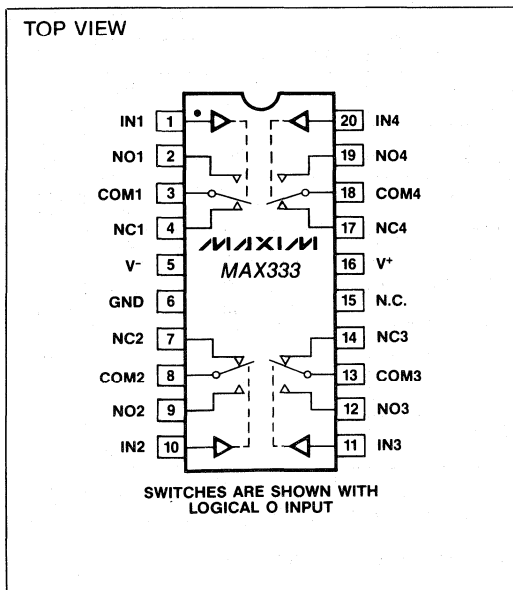 TOP VIEW
IN1 1 20 IN4
NO1 2 19 NO4
COM1 3 18 COM4
NC1 4 17 NC4
MAXIM
V- 5 MAX333 16 V+
GND 6 15 N.C.
NC2 7 14 NC3
COM2 8 13 COM3
NO2 9 12 NO3
IN2 10 11 IN3
SWITCHES ARE SHOWN WITH
LOGICAL O INPUT